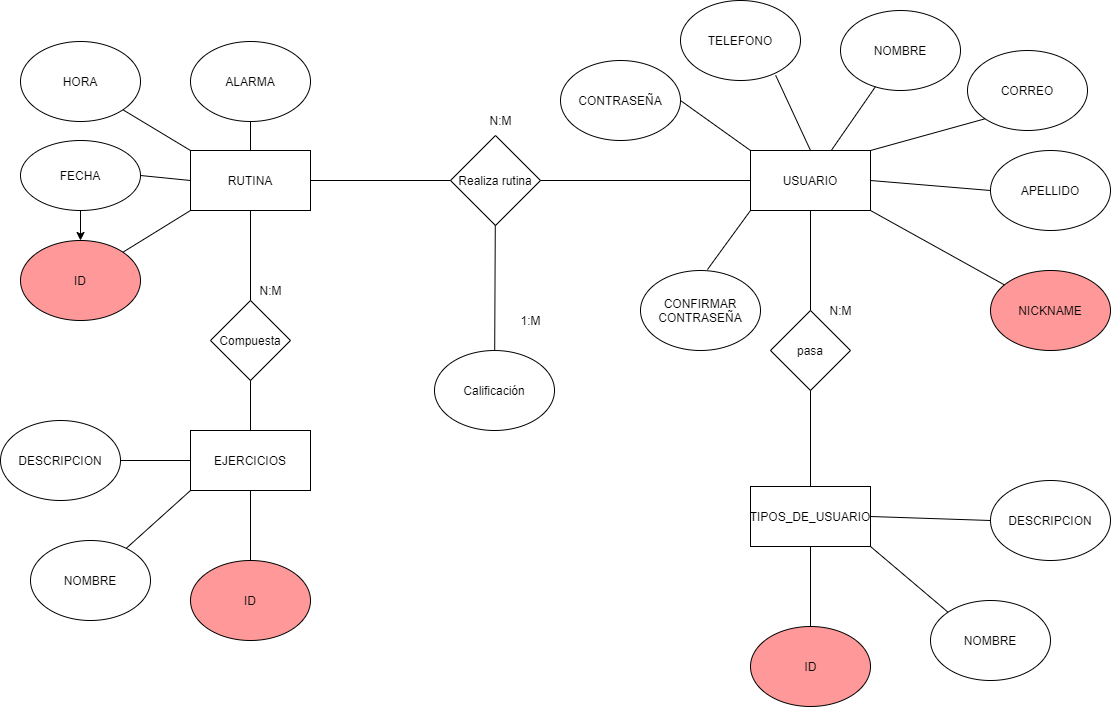 TELEFONO
NOMBRE
HORA
ALARMA
CONTRASEÑA
CORREO
N:M
FECHA
RUTINA
Realiza rutina
USUARIO
APELLIDO
ID
N:M
CONFIRMAR
CONTRASEÑA
N:M
NICKNAME
1:M
Compuesta
pasa
Calificación
DESCRIPCION
EJERCICIOS
TIPOS_DE_USUARIO
DESCRIPCION
NOMBRE
ID
NOMBRE
ID